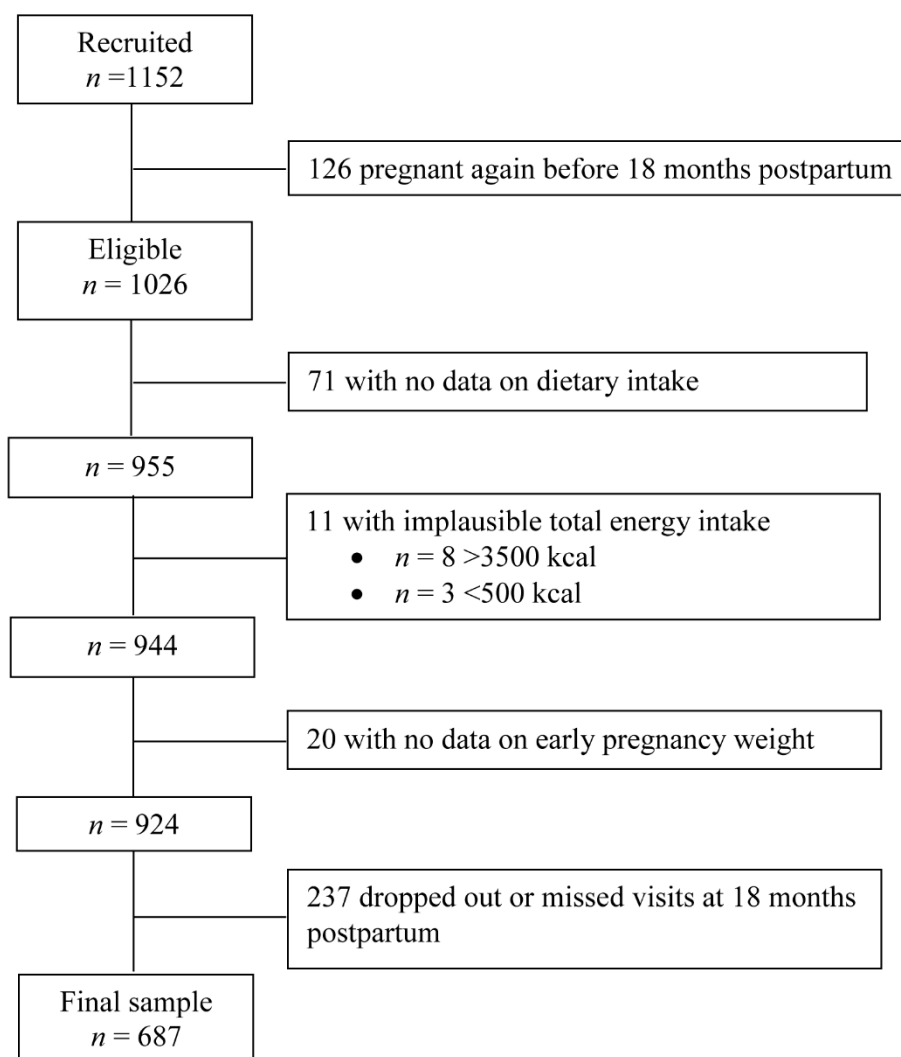 Recruited
n =1152
126 pregnant again before 18 months postpartum
Eligible
n = 1026
71 with no data on dietary intake
n = 955
11 with implausible total energy intake
• n = 8 >3500 kcal
• n = 3 <500 kcal
n = 944
20 with no data on early pregnancy weight
n = 924
237 dropped out or missed visits at 18 months
postpartum
Final sample
n = 687